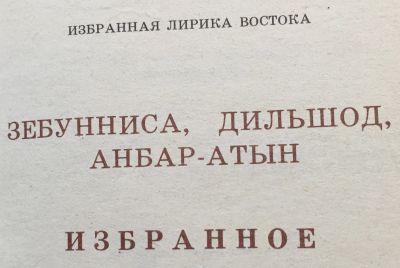 ИЗБРАННАЯ ЛИРИКА ВОСТОКА
ЗЕБУННИСА, ДИЛЬШОД,
АНБАР-АТЫН
ИЗБРАННОЕ